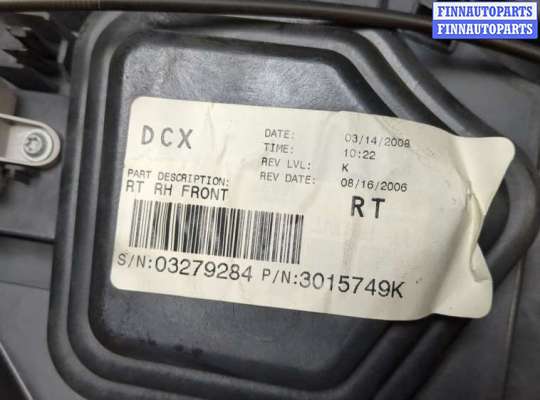 FINNAUTOPARTS
FINNAUTOPARTS
DCX
DATE: 03/14/2008
TIME: 10:22
REV LVL: K
REV DATE: 08/16/2006
PART DESCRIPTION:
RT RH FRONT
RT
S/N:03279284 P/N:3015749K